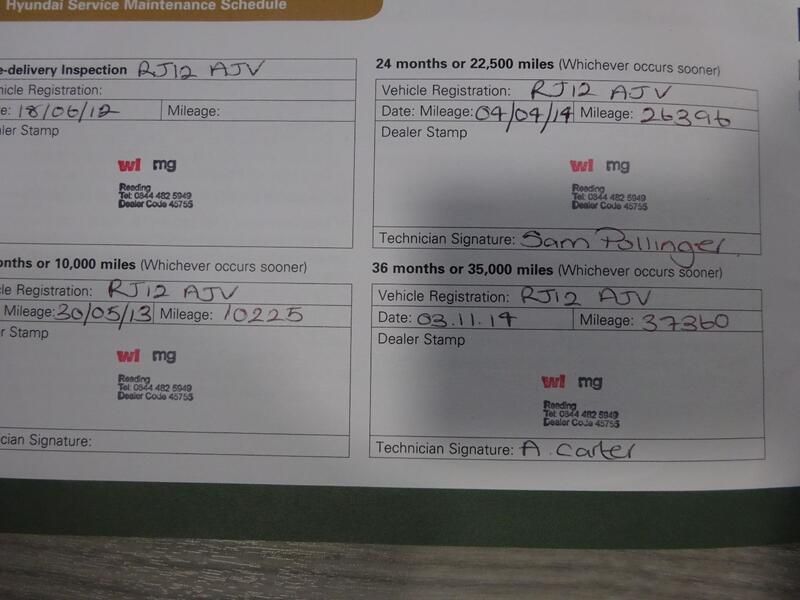 Hyundai Service Maintenance Schedule
e-delivery Inspection RJ12 AJV
hicle Registration:
e: 18/06/12 Mileage:
ler Stamp
wl mg
Reading
Tel: 0844 482 5949
Dealer Code 45755
onths or 10,000 miles (Whichever occurs sooner)
cle Registration: RJ12 AJV
Mileage: 30/05/13 Mileage: 10225
r Stamp
wl mg
Reading
Tel: 0844 482 5949
Dealer Code 45755
cian Signature:
24 months or 22,500 miles (Whichever occurs sooner)
Vehicle Registration: RJ12 AJV
Date: Mileage: 04/04/14 Mileage: 26396
Dealer Stamp
wl mg
Reading
Tel: 0844 482 5949
Dealer Code 45755
Technician Signature: Sam Pollinger
36 months or 35,000 miles (Whichever occurs sooner)
Vehicle Registration: RJ12 AJV
Date: 03.11.14 Mileage: 37360
Dealer Stamp
wl mg
Reading
Tel: 0844 482 5949
Dealer Code 45755
Technician Signature: A. Carter